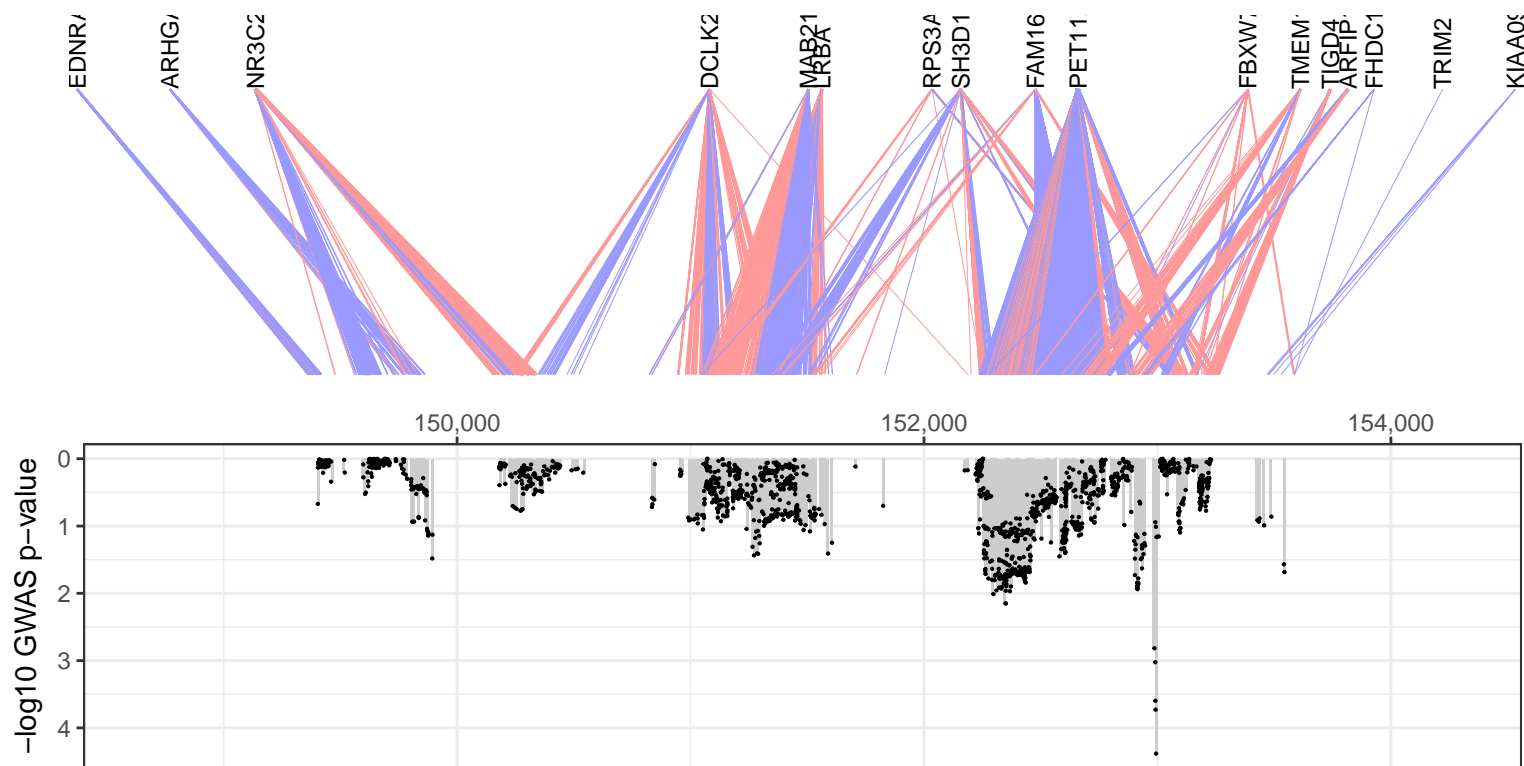 EDNRA
ARHGA
NR3C2
DCLK2
MAB21
LRBA
RPS3A
SH3D1
FAM16
PET11
FBXW7
TMEM
TIGD4
ARFIP
FHDC1
TRIM2
KIAA09
150,000
152,000
154,000
0
1
2
3
4
−log10 GWAS p−value